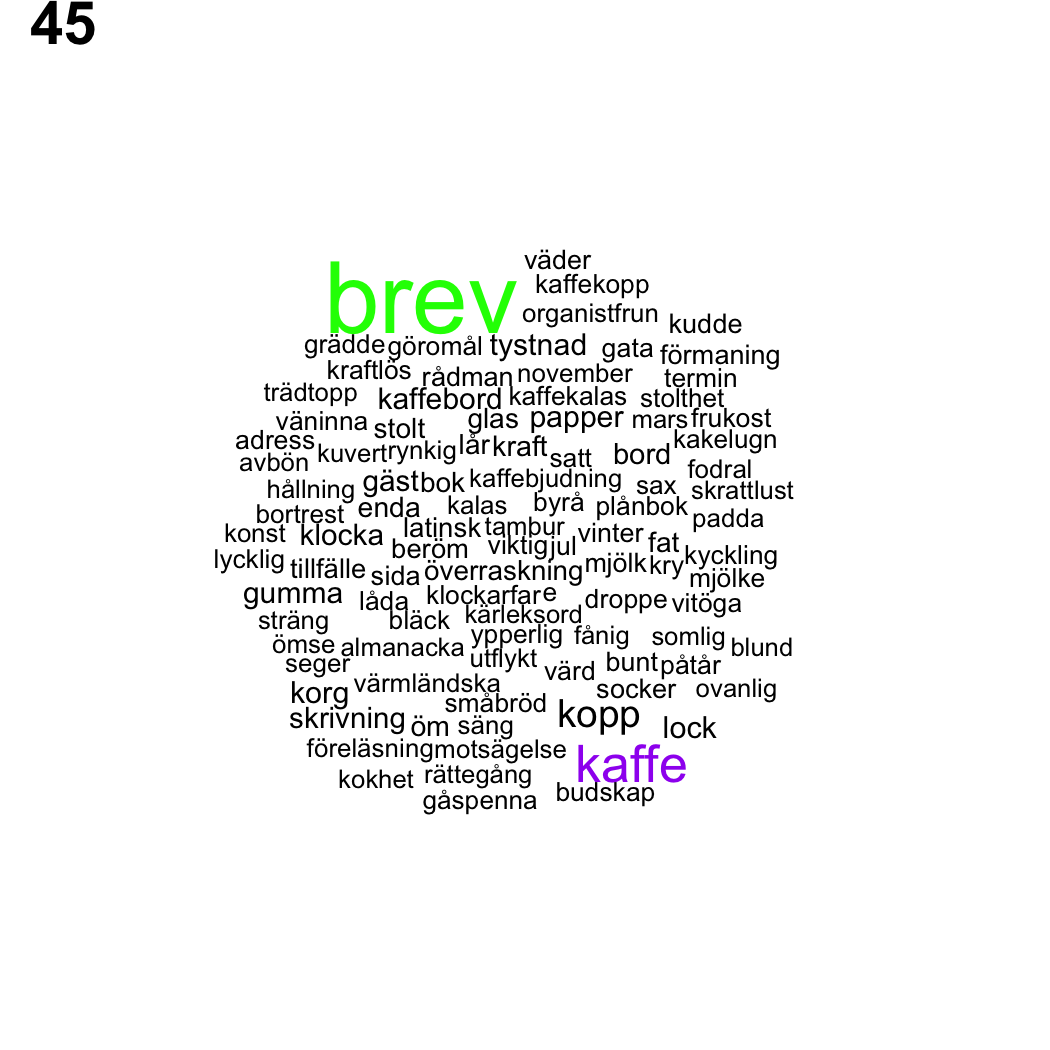 45
väder
brev kaffekopp
organistfrun kudde
grädde göromål tystnad gata förmaning
kraftlös rådman november termin
trädtopp kaffebord kaffekalas stolthet
väninna stolt glas papper mars frukost
adress kuvert rynkig lår kraft satt bord kakelugn
avbön fodral
hållning gäst bok kaffebjudning sax skrattlust
bortrest enda kalas byrå plånbok padda
konst klocka latinsk tambur vinter fat
lycklig beröm viktig jul mjölk kry kyckling
tillfälle sida överraskning mjölke
gumma låda klockarfare droppe vitöga
sträng bläck kärleksord
ömse almanacka ypperlig fånig somlig blund
seger utflykt värd bunt påtår
korg värmländska socker ovanlig
skrivning öm säng småbröd kopp lock
föreläsning motsägelse kaffe
kokhet rättegång
gåspenna budskap